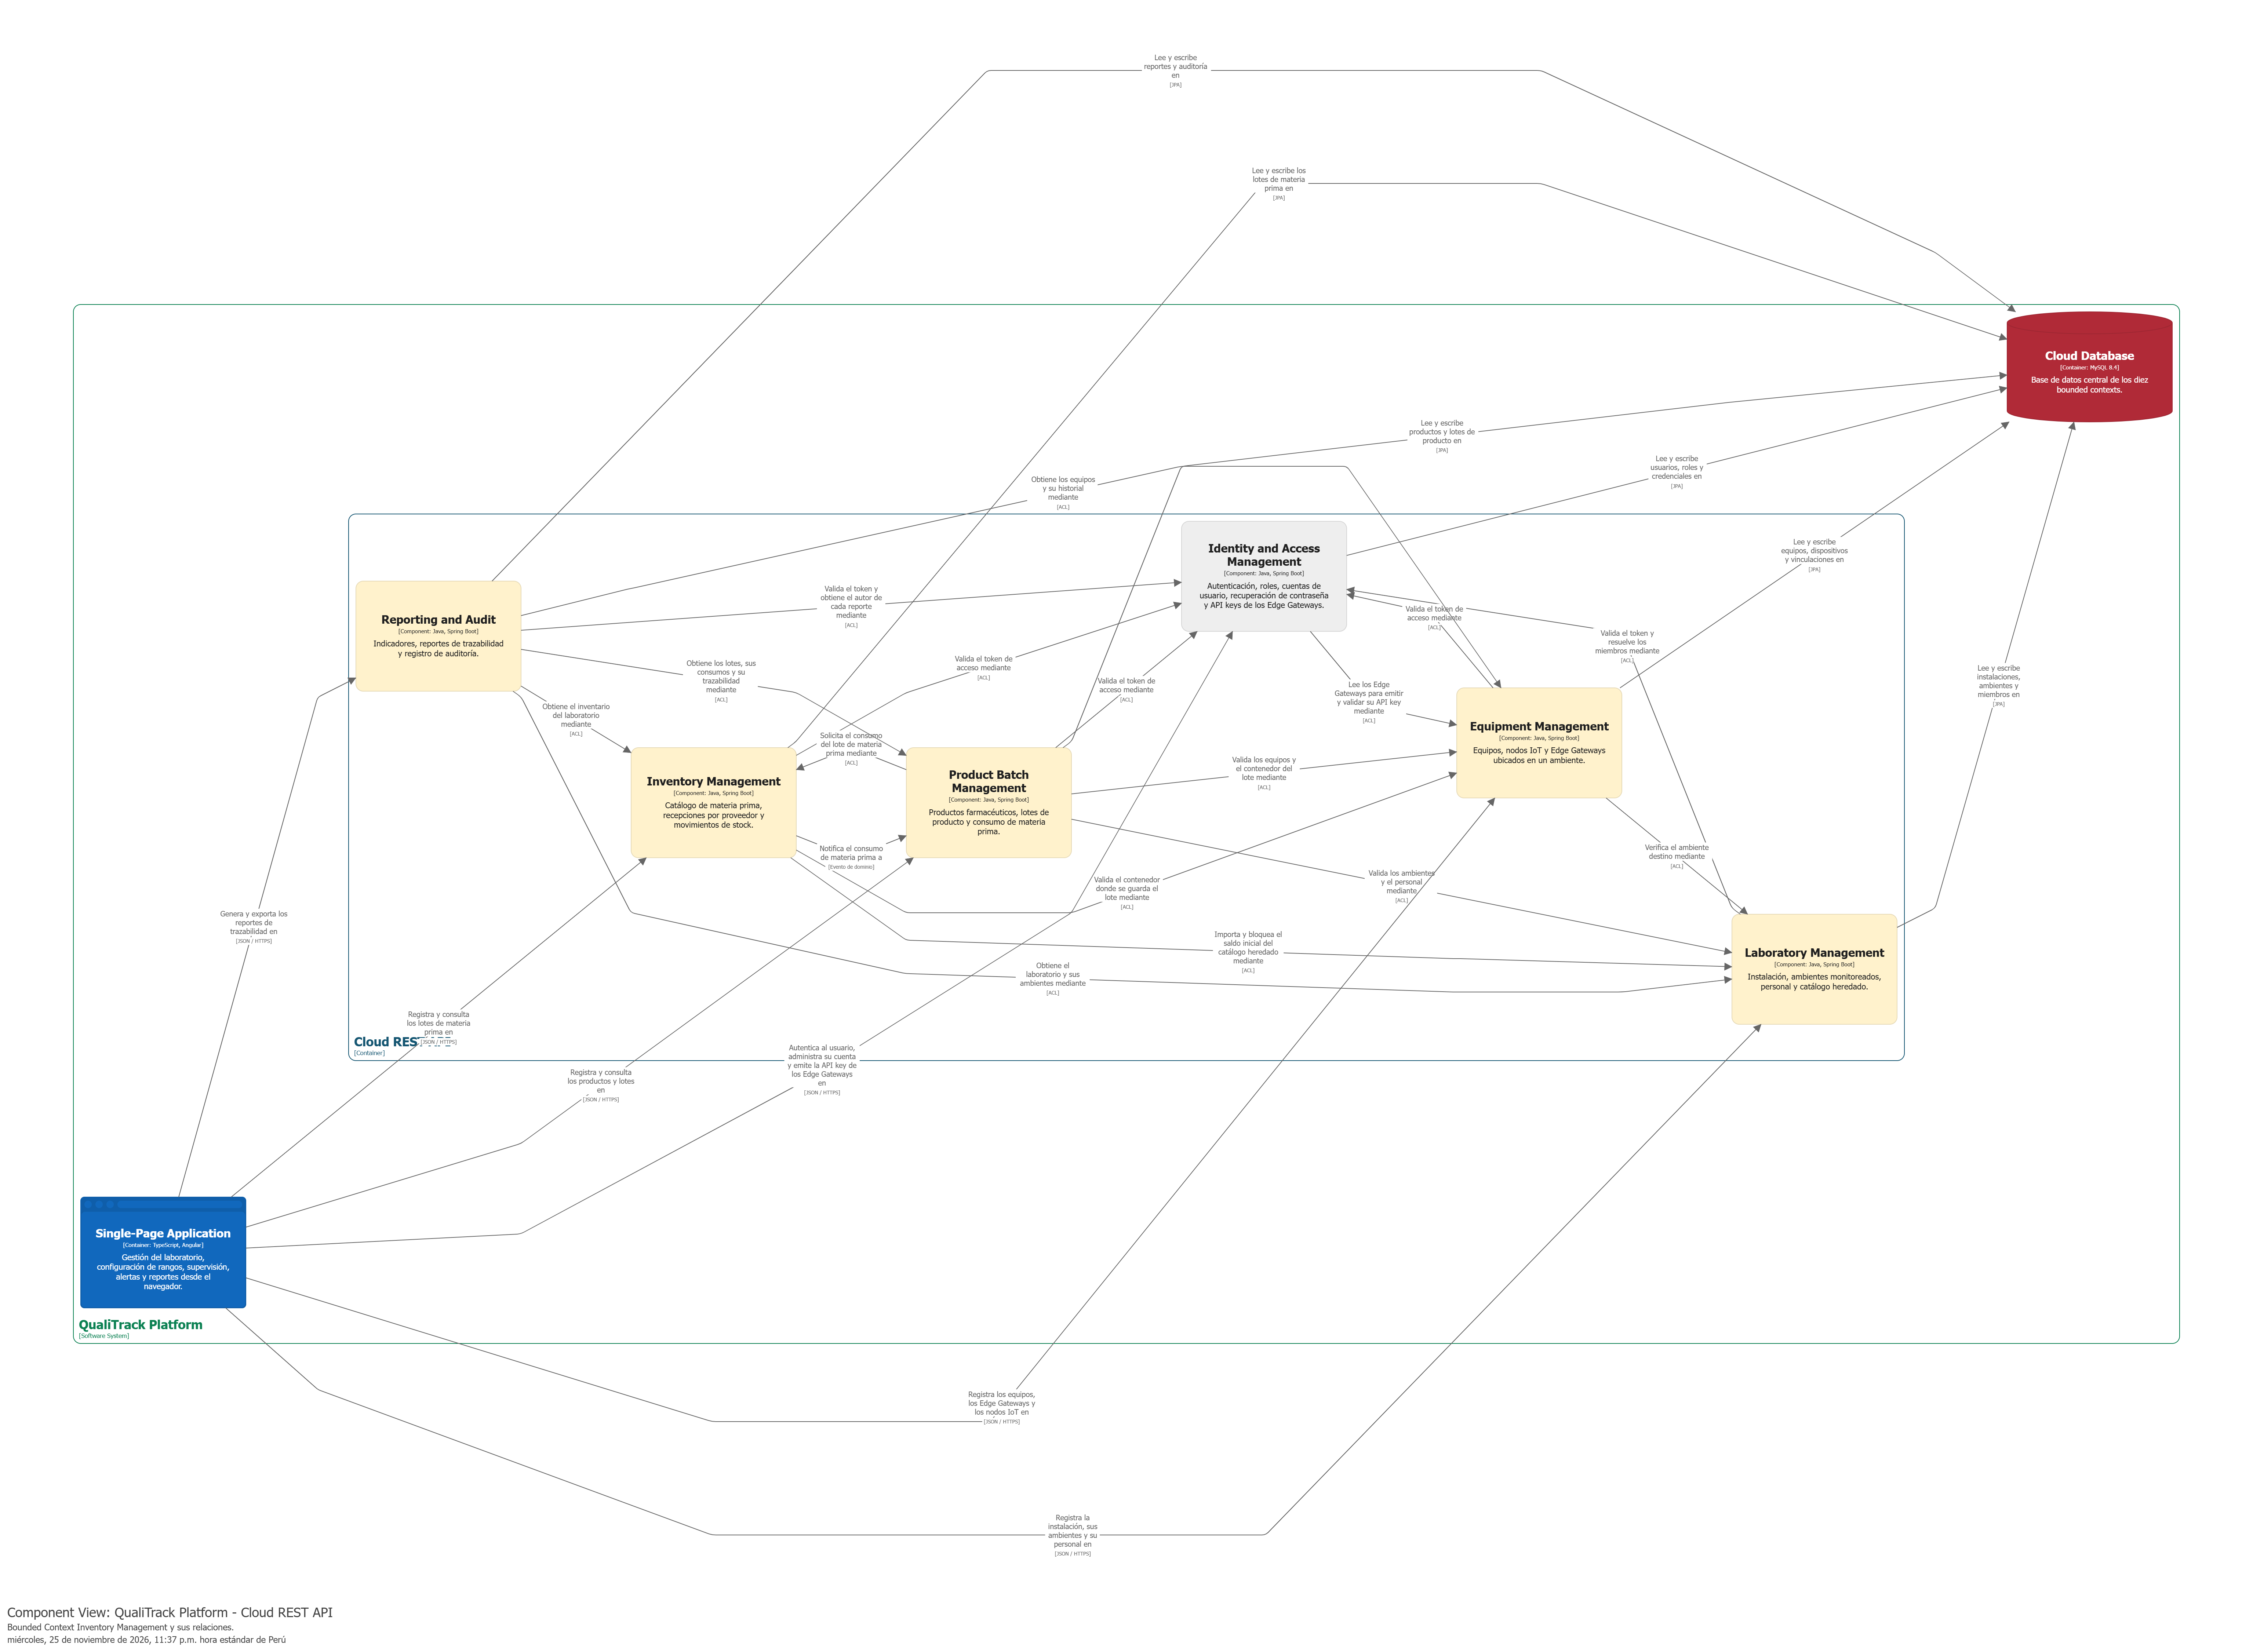 Lee y escribe
reportes y auditoría
en
[JPA]
Lee y escribe los
lotes de materia
prima en
[JPA]
Cloud Database
[Container: MySQL 8.4]
Base de datos central de los diez
bounded contexts.
Lee y escribe
productos y lotes de
producto en
[JPA]
Lee y escribe
usuarios, roles y
credenciales en
[JPA]
Obtiene los equipos
y su historial
mediante
[ACL]
Identity and Access
Management
[Component: Java, Spring Boot]
Autenticación, roles, cuentas de
usuario, recuperación de contraseña
y API keys de los Edge Gateways.
Lee y escribe
equipos, dispositivos
y vinculaciones en
[JPA]
Reporting and Audit
[Component: Java, Spring Boot]
Indicadores, reportes de trazabilidad
y registro de auditoría.
Valida el token y
obtiene el autor de
cada reporte
mediante
[ACL]
Valida el token de
acceso mediante
[ACL]
Valida el token y
resuelve los
miembros mediante
[ACL]
Obtiene los lotes, sus
consumos y su
trazabilidad
mediante
[ACL]
Valida el token de
acceso mediante
[ACL]
Valida el token de
acceso mediante
[ACL]
Lee los Edge
Gateways para emitir
y validar su API key
mediante
[ACL]
Lee y escribe
instalaciones,
ambientes y
miembros en
[JPA]
Obtiene el inventario
del laboratorio
mediante
[ACL]
Solicita el consumo
del lote de materia
prima mediante
[ACL]
Equipment Management
[Component: Java, Spring Boot]
Equipos, nodos IoT y Edge Gateways
ubicados en un ambiente.
Inventory Management
[Component: Java, Spring Boot]
Catálogo de materia prima,
recepciones por proveedor y
movimientos de stock.
Product Batch
Management
[Component: Java, Spring Boot]
Productos farmacéuticos, lotes de
producto y consumo de materia
prima.
Valida los equipos y
el contenedor del
lote mediante
[ACL]
Notifica el consumo
de materia prima a
[Evento de dominio]
Verifica el ambiente
destino mediante
[ACL]
Valida el contenedor
donde se guarda el
lote mediante
[ACL]
Valida los ambientes
y el personal
mediante
[ACL]
Genera y exporta los
reportes de
trazabilidad en
[JSON / HTTPS]
Importa y bloquea el
saldo inicial del
catálogo heredado
mediante
[ACL]
Obtiene el
laboratorio y sus
ambientes mediante
[ACL]
Laboratory Management
[Component: Java, Spring Boot]
Instalación, ambientes monitoreados,
personal y catálogo heredado.
Registra y consulta
los lotes de materia
prima en
[JSON / HTTPS]
Cloud REST
[Container]
Autentica al usuario,
administra su cuenta
y emite la API key de
los Edge Gateways
en
[JSON / HTTPS]
Registra y consulta
los productos y lotes
en
[JSON / HTTPS]
Single-Page Application
[Container: TypeScript, Angular]
Gestión del laboratorio,
configuración de rangos, supervisión,
alertas y reportes desde el
navegador.
QualiTrack Platform
[Software System]
Registra los equipos,
los Edge Gateways y
los nodos IoT en
[JSON / HTTPS]
Registra la
instalación, sus
ambientes y su
personal en
[JSON / HTTPS]
Component View: QualiTrack Platform - Cloud REST API
Bounded Context Inventory Management y sus relaciones.
miércoles, 25 de noviembre de 2026, 11:37 p.m. hora estándar de Perú